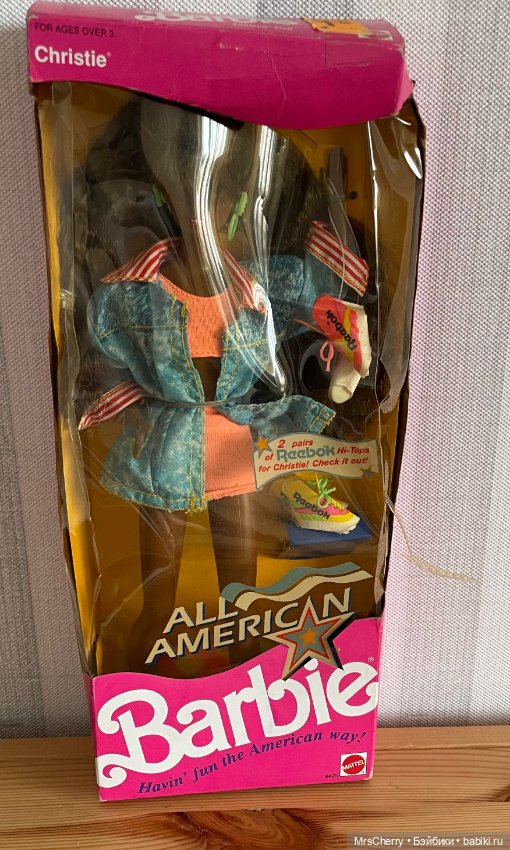 Barbie
FOR AGES OVER 3.
Christie®
Reebok
2 pairs
of Reebok Hi-Tops
for Christie! Check it out!
Reebok
ALL
AMERICAN
Barbie®
Havin' fun the American way!
MATTEL
MrsCherry • Бэйбики • babiki.ru